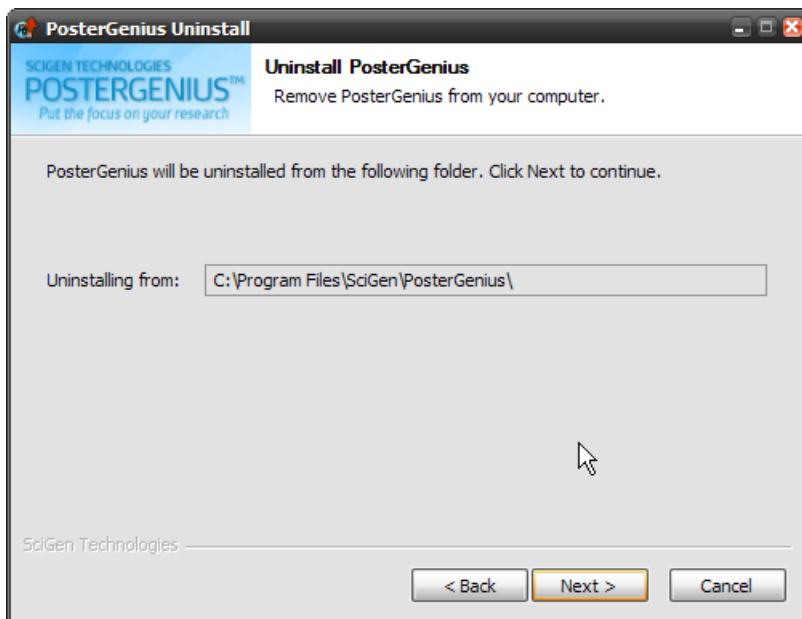 PosterGenius Uninstall
SCIGEN TECHNOLOGIES
POSTERGENIUS™
Put the focus on your research
Uninstall PosterGenius
Remove PosterGenius from your computer.
PosterGenius will be uninstalled from the following folder. Click Next to continue.
Uninstalling from: C:\Program Files\SciGen\PosterGenius\
SciGen Technologies
< Back Next > Cancel